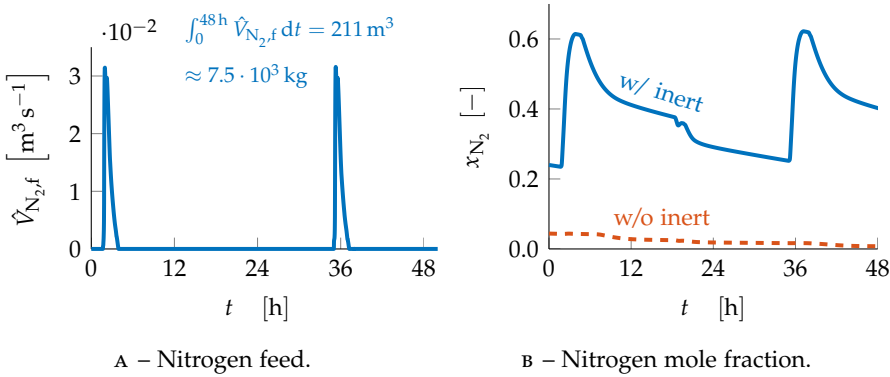 ·10⁻²
∫₀⁴⁸ ʰ V̂_N₂,f dt = 211 m³
≈ 7.5 · 10³ kg
V̂_N₂,f [m³ s⁻¹]
3
2
1
0
0 12 24 36 48
t [h]
A – Nitrogen feed.
x_N₂ [−]
0.6
0.4
0.2
0.0
w/ inert
w/o inert
0 12 24 36 48
t [h]
B – Nitrogen mole fraction.